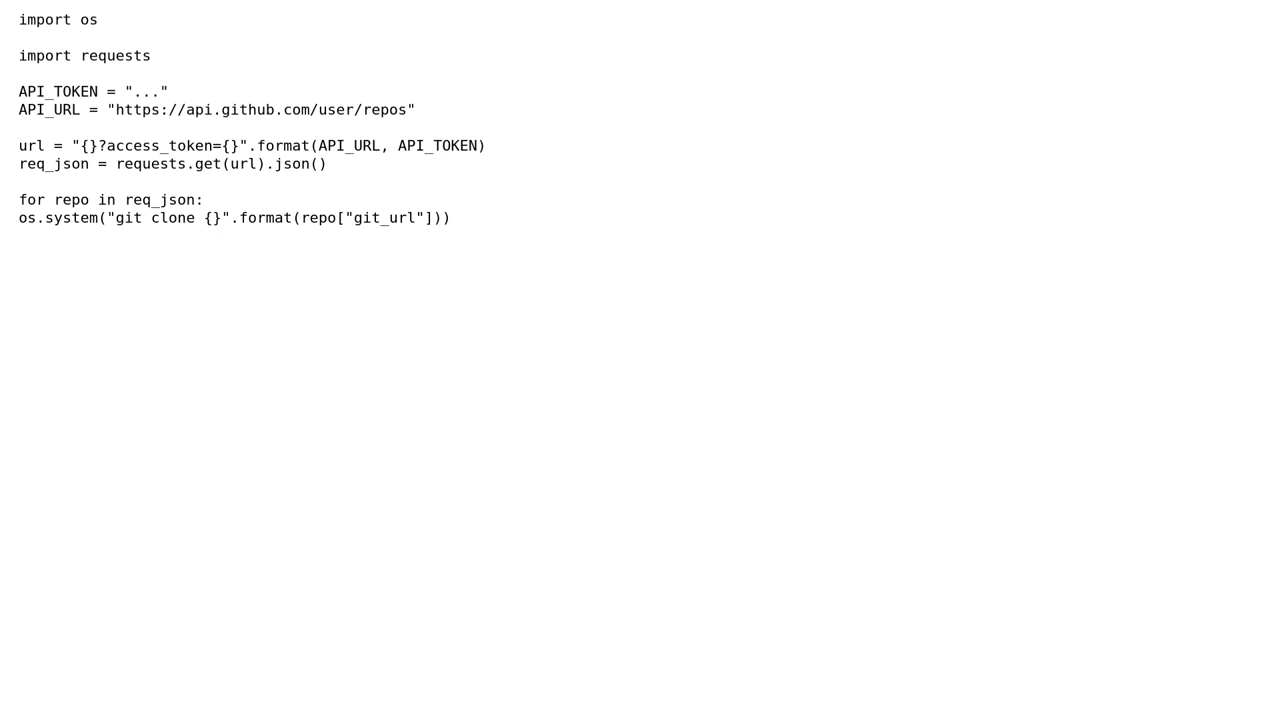 import os
import requests
API_TOKEN = "..."
API_URL = "https://api.github.com/user/repos"
url = "{}?access_token={}".format(API_URL, API_TOKEN)
req_json = requests.get(url).json()
for repo in req_json:
os.system("git clone {}".format(repo["git_url"]))